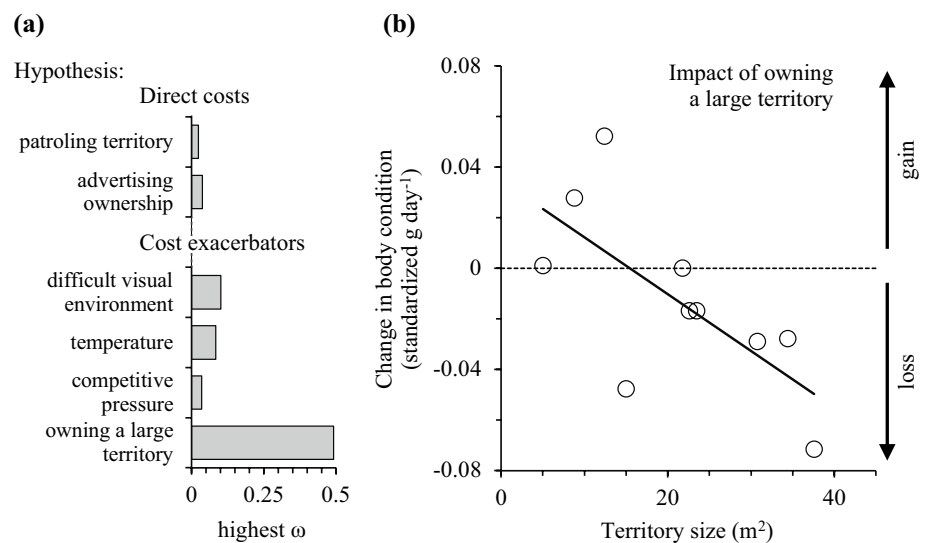 (a)
Hypothesis:
Direct costs
patroling territory
advertising
ownership
Cost exacerbators
difficult visual
environment
temperature
competitive
pressure
owning a large
territory
0 0.25 0.5
highest ω
(b)
Impact of owning
a large territory
gain
loss
Change in body condition
(standardized g day⁻¹)
0.08
0.04
0
-0.04
-0.08
0 20 40
Territory size (m²)